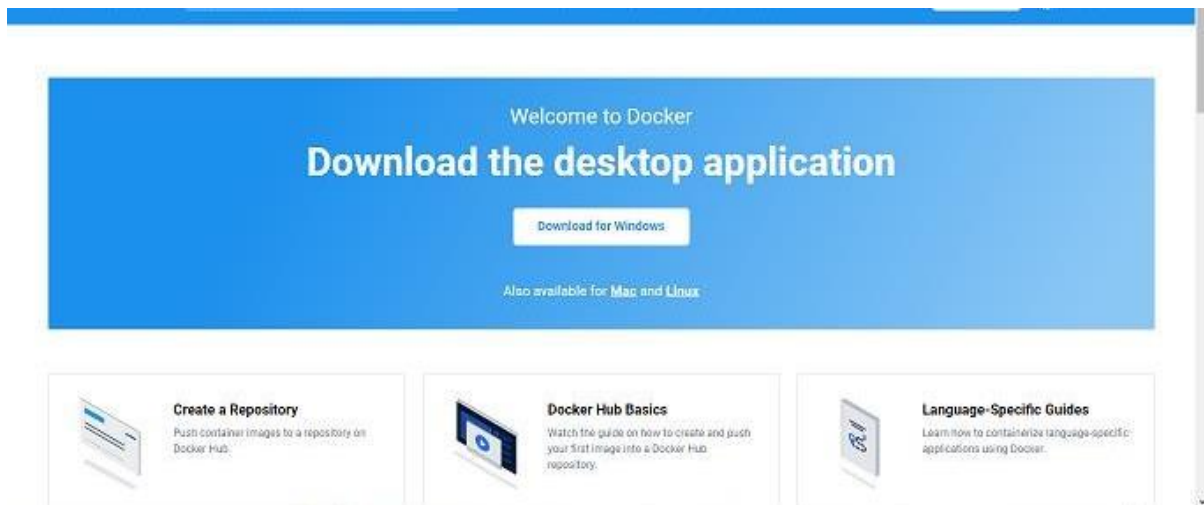 Welcome to Docker
Download the desktop application
Download for Windows
Also available for Mac and Linux
Create a Repository
Push container images to a repository on
Docker Hub.
Docker Hub Basics
Watch the guide on how to create and push
your first image into a Docker Hub
repository.
Language-Specific Guides
Learn how to containerize language-specific
applications using Docker.